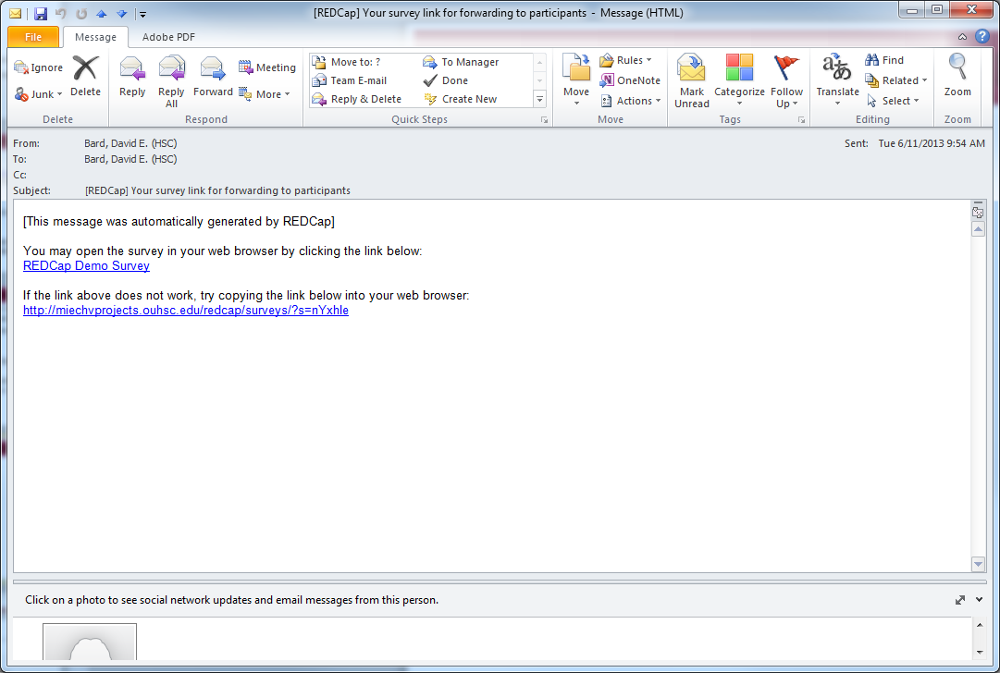 [REDCap] Your survey link for forwarding to participants - Message (HTML)
File Message Adobe PDF
Ignore
Junk
Delete
Delete
Reply
Reply All
Forward
Meeting
More
Respond
Move to: ?
Team E-mail
Reply & Delete
To Manager
Done
Create New
Quick Steps
Move
Rules
OneNote
Actions
Move
Mark Unread
Categorize
Follow Up
Tags
Translate
Find
Related
Select
Editing
Zoom
Zoom
From: Bard, David E. (HSC) Sent: Tue 6/11/2013 9:54 AM
To: Bard, David E. (HSC)
Cc:
Subject: [REDCap] Your survey link for forwarding to participants
[This message was automatically generated by REDCap]
You may open the survey in your web browser by clicking the link below:
REDCap Demo Survey
If the link above does not work, try copying the link below into your web browser:
http://miechvprojects.ouhsc.edu/redcap/surveys/?s=nYxhle
Click on a photo to see social network updates and email messages from this person.